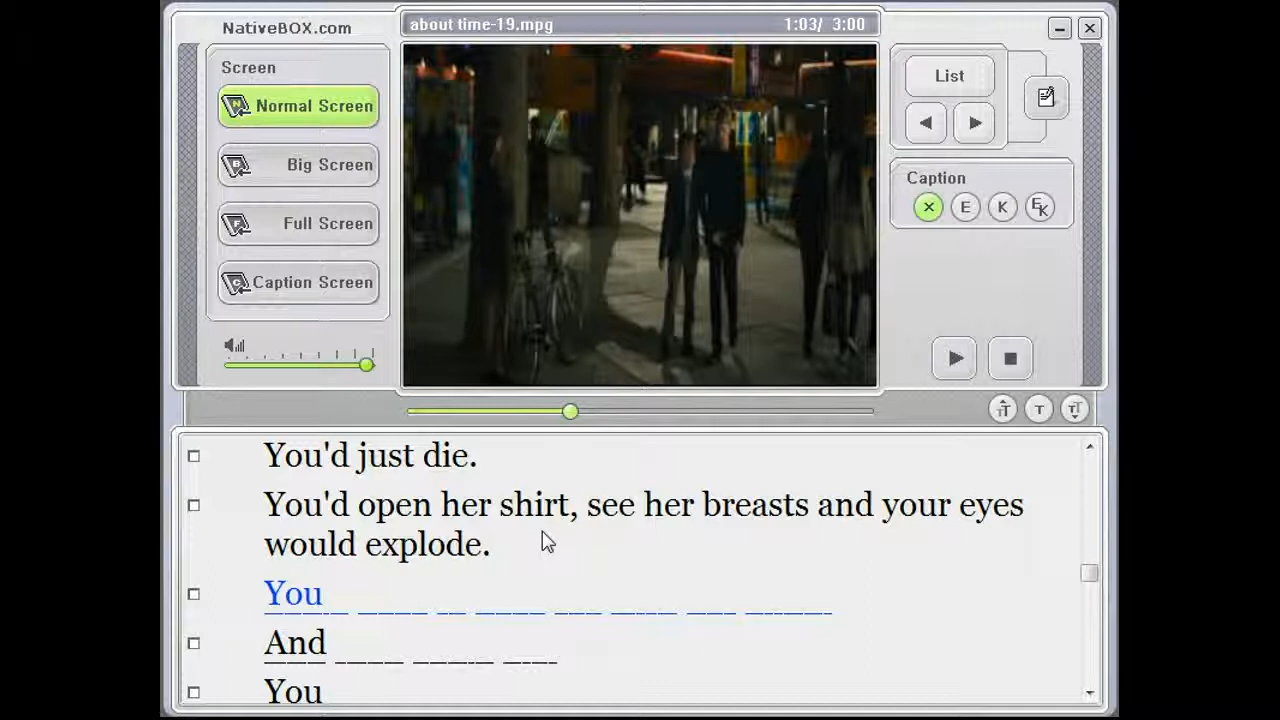 NativeBOX.com
about time-19.mpg 1:03/ 3:00
Screen
Normal Screen
Big Screen
Full Screen
Caption Screen
List
Caption
× E K EK
T T T
You'd just die.
You'd open her shirt, see her breasts and your eyes
would explode.
You
And
You